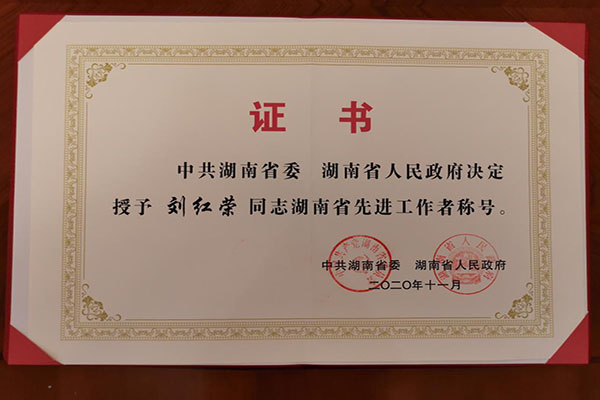 证 书
中共湖南省委 湖南省人民政府决定
授予 刘红荣 同志湖南省先进工作者称号。
中共湖南省委 湖南省人民政府
二〇二〇年十一月